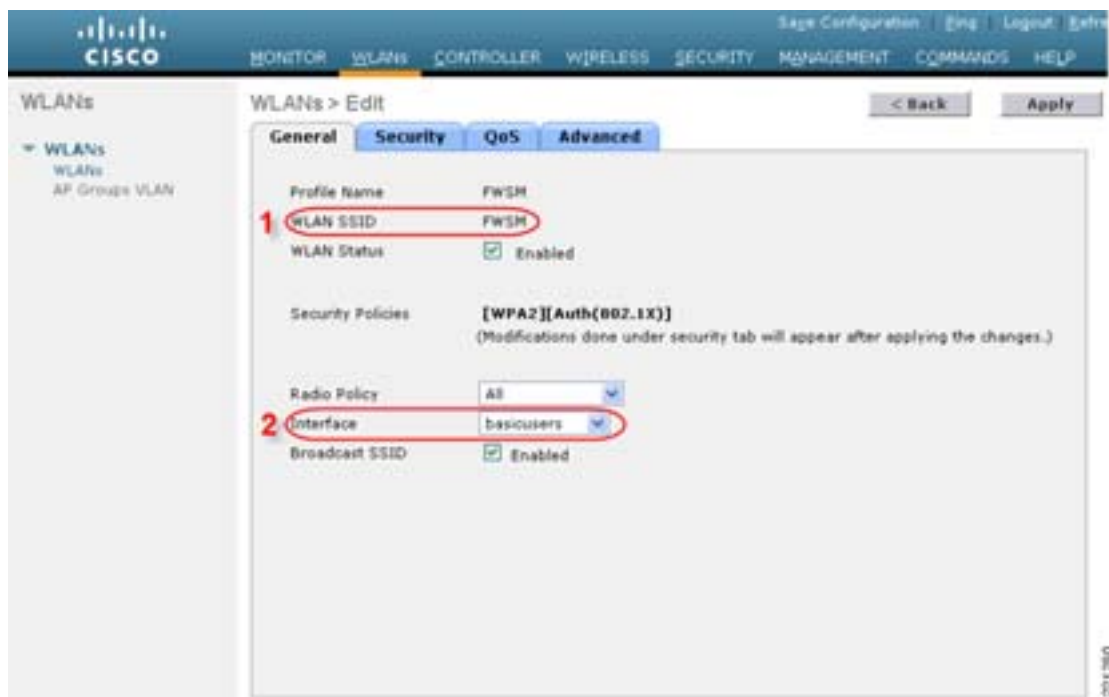 Save Configuration Ping Logout Refre
CISCO MONITOR WLANs CONTROLLER WIRELESS SECURITY MANAGEMENT COMMANDS HELP
WLANs
WLANs > Edit
< Back Apply
General Security QoS Advanced
WLANs
WLANs
AP Groups VLAN
Profile Name FWSM
1 WLAN SSID FWSM
WLAN Status Enabled
Security Policies [WPA2][Auth(802.1X)]
(Modifications done under security tab will appear after applying the changes.)
Radio Policy All
2 Interface basicusers
Broadcast SSID Enabled